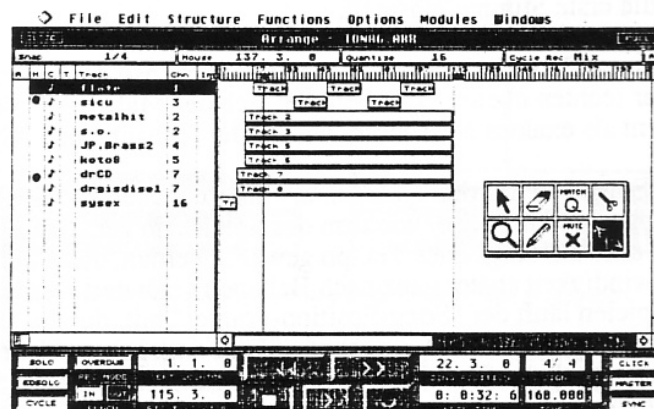 File Edit Structure Functions Options Modules Windows
Arrange - TONAG.ARR
Snap 1/4 Mouse 137. 3. 0 Quantise 16 Cycle Rec Mix
A M C T Track Chn
flute 1
sicu 3
metalhit 2
s.o. 2
JP.Brass2 4
koto8 5
drCD 7
drgisdisel 7
sysex 16
Track Track Track
Track Track
Track 2
Track 3
Track 5
Track 6
Track 7
Track 8
Tr
MATCH
Q
MUTE
X
SOLO OVERDUB 1. 1. 0 22. 3. 0 4/ 4 CLICK
EDSOLO MASTER
CYCLE IN 115. 3. 0 0: 0:32: 6 160.000 SYNC